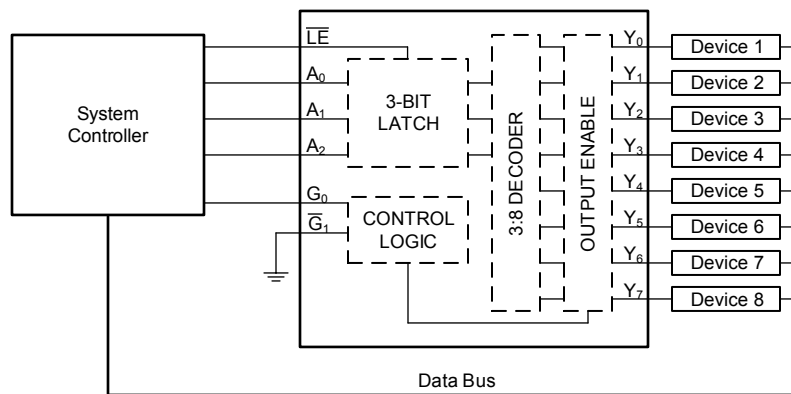 System
Controller
LE
A0
A1
A2
G0
G1
3-BIT
LATCH
CONTROL
LOGIC
3:8 DECODER
OUTPUT ENABLE
Y0
Y1
Y2
Y3
Y4
Y5
Y6
Y7
Device 1
Device 2
Device 3
Device 4
Device 5
Device 6
Device 7
Device 8
Data Bus